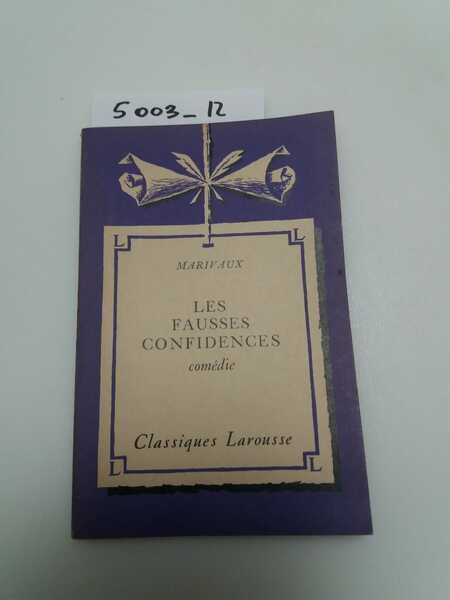 5003_12
L L
MARIVAUX
LES
FAUSSES
CONFIDENCES
comédie
Classiques Larousse
L L